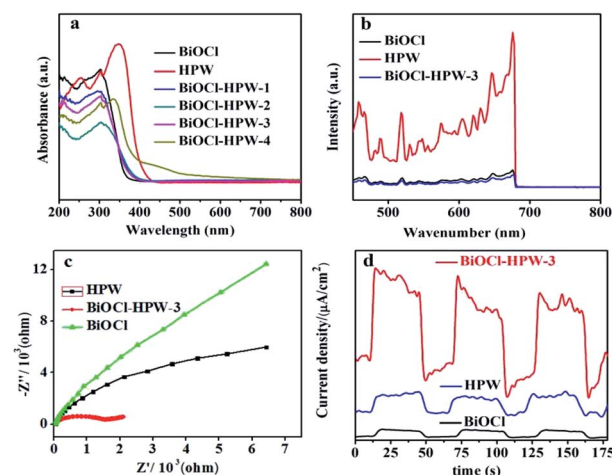 a
BiOCl
HPW
BiOCl-HPW-1
BiOCl-HPW-2
BiOCl-HPW-3
BiOCl-HPW-4
Absorbance (a.u.)
200 300 400 500 600 700 800
Wavelength (nm)
b
BiOCl
HPW
BiOCl-HPW-3
Intensity (a.u.)
500 600 700 800
Wavenumber (nm)
c
HPW
BiOCl-HPW-3
BiOCl
-Z''/ 10³(ohm)
12
8
4
0
0 1 2 3 4 5 6 7
Z'/ 10³(ohm)
d
BiOCl-HPW-3
HPW
BiOCl
Current density/(μA/cm²)
0 25 50 75 100 125 150 175
time (s)